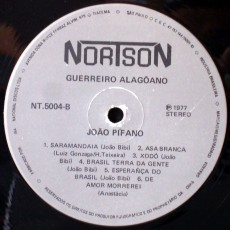 NORTSON
GUERREIRO ALAGÔANO
NT.5004-B
℗1977
STEREO
JOÃO PÍFANO
1. SARAMANDAIA (João Bibi) 2. ASA BRANCA
(Luiz Gonzaga/H.Teixeira) 3. XODÓ (João
Bibi) 4. BRASIL TERRA DA GENTE
(João Bibi) 5. ESPERANÇA DO
BRASIL (João Bibi) 6. DE
AMOR MORREREI
(Anastácio)